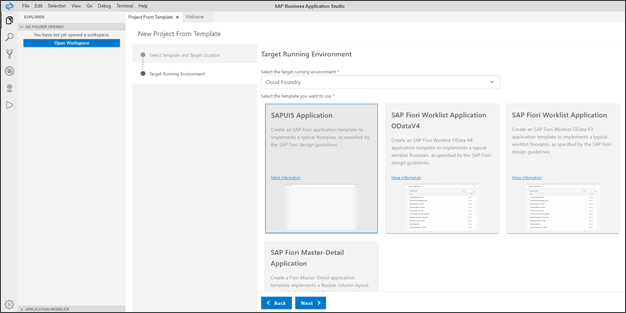 File Edit Selection View Go Debug Terminal Help
SAP Business Application Studio
EXPLORER
NO FOLDER OPENED
You have not yet opened a workspace.
Open Workspace
APPLICATION MODELER
Project From Template
Welcome
New Project From Template
Select Template and Target Location
Target Running Environment
Target Running Environment
Select the target running environment *
Cloud Foundry
Select the template you want to use *
SAPUI5 Application
Create an SAP Fiori application template to
implements a typical floorplan, as specified by
the SAP Fiori design guidelines.
More information
SAP Fiori Worklist Application
ODataV4
Create an SAP Fiori Worklist OData V4
application template to implements a typical
worklist floorplan, as specified by the SAP Fiori
design guidelines.
More information
SAP Fiori Worklist Application
Create an SAP Fiori Worklist OData V2
application template to implements a typical
worklist floorplan, as specified by the SAP Fiori
design guidelines.
More information
SAP Fiori Master-Detail
Application
Create a Fiori Master-Detail application
template implements a flexible column layout,
Back
Next